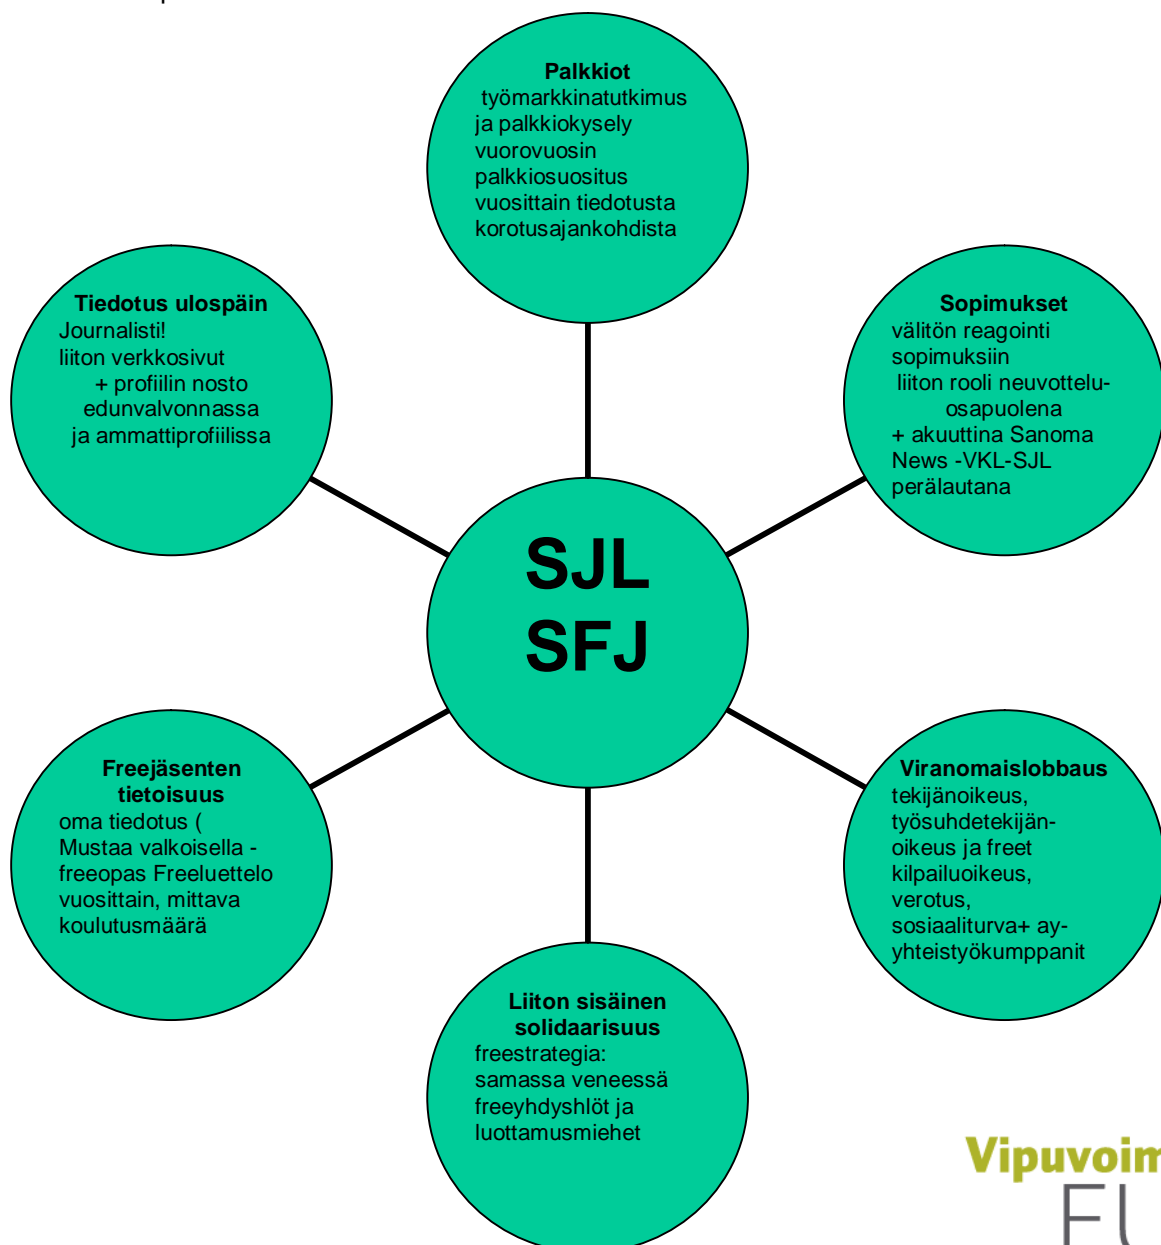 Palkkiot
työmarkkinatutkimus
ja palkkiokysely
vuorovuosin
palkkiosuositus
vuosittain tiedotusta
korotusajankohdista
Tiedotus ulospäin
Journalisti!
liiton verkkosivut
+ profiilin nosto
edunvalvonnassa
ja ammattiprofiilissa
Sopimukset
välitön reagointi
sopimuksiin
liiton rooli neuvottelu-
osapuolena
+ akuuttina Sanoma
News -VKL-SJL
perälautana
SJL
SFJ
Freejäsenten
tietoisuus
oma tiedotus (
Mustaa valkoisella -
freeopas Freeluettelo
vuosittain, mittava
koulutusmäärä
Viranomaislobbaus
tekijänoikeus,
työsuhdetekijän-
oikeus ja freet
kilpailuoikeus,
verotus,
sosiaaliturva+ ay-
yhteistyökumppanit
Liiton sisäinen
solidaarisuus
freestrategia:
samassa veneessä
freeyhdyshlöt ja
luottamusmiehet
Vipuvoim